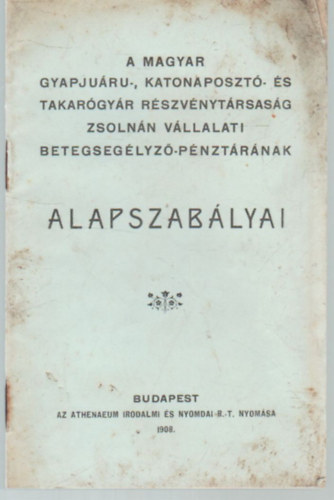 A MAGYAR
GYAPJUÁRU-, KATONAPOSZTÓ- ÉS
TAKARÓGYÁR RÉSZVÉNYTÁRSASÁG
ZSOLNÁN VÁLLALATI
BETEGSEGÉLYZŐ-PÉNZTÁRÁNAK
ALAPSZABÁLYAI
BUDAPEST
AZ ATHENAEUM IRODALMI ÉS NYOMDAI R.-T. NYOMÁSA
1908.